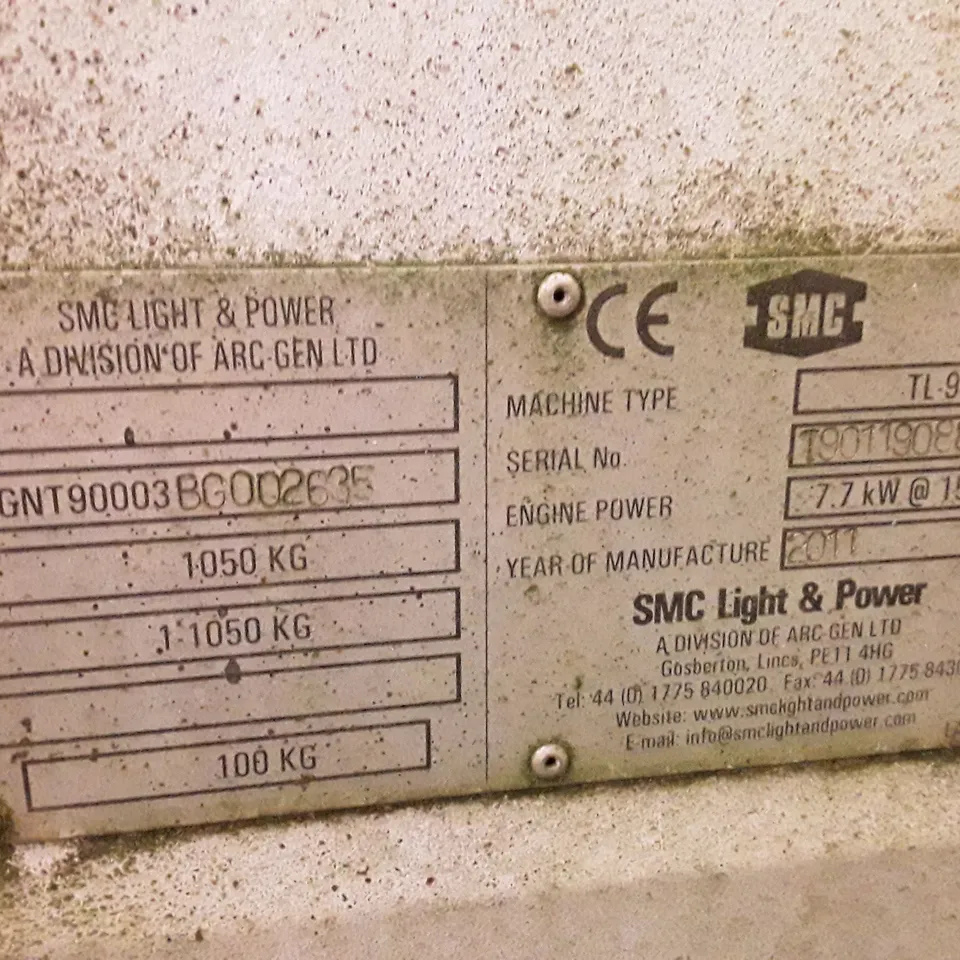 SMC LIGHT & POWER
A DIVISION OF ARC-GEN LTD
GNT90003BG002635
1050 KG
1-1050 KG
100 KG
CE SMC
MACHINE TYPE TL-9
SERIAL No. T9011908
ENGINE POWER 7.7 kW @ 15
YEAR OF MANUFACTURE 2011
SMC Light & Power
A DIVISION OF ARC-GEN LTD
Gosberton, Lincs, PE11 4HG
Tel: 44 (0) 1775 840020 Fax: 44 (0) 1775 8430
Website: www.smclightandpower.com
E-mail: info@smclightandpower.com